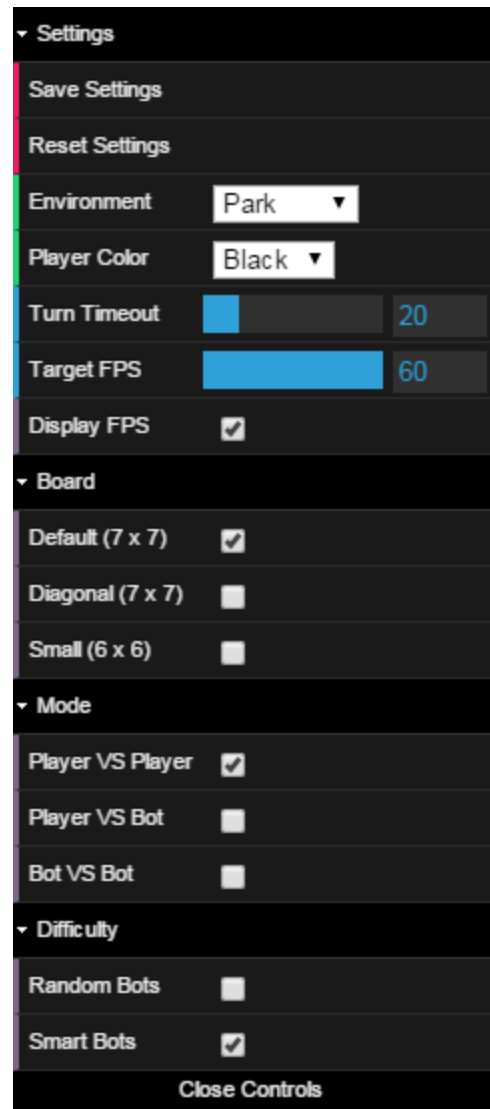 Settings
Save Settings
Reset Settings
Environment Park
Player Color Black
Turn Timeout 20
Target FPS 60
Display FPS
Board
Default (7 x 7)
Diagonal (7 x 7)
Small (6 x 6)
Mode
Player VS Player
Player VS Bot
Bot VS Bot
Difficulty
Random Bots
Smart Bots
Close Controls